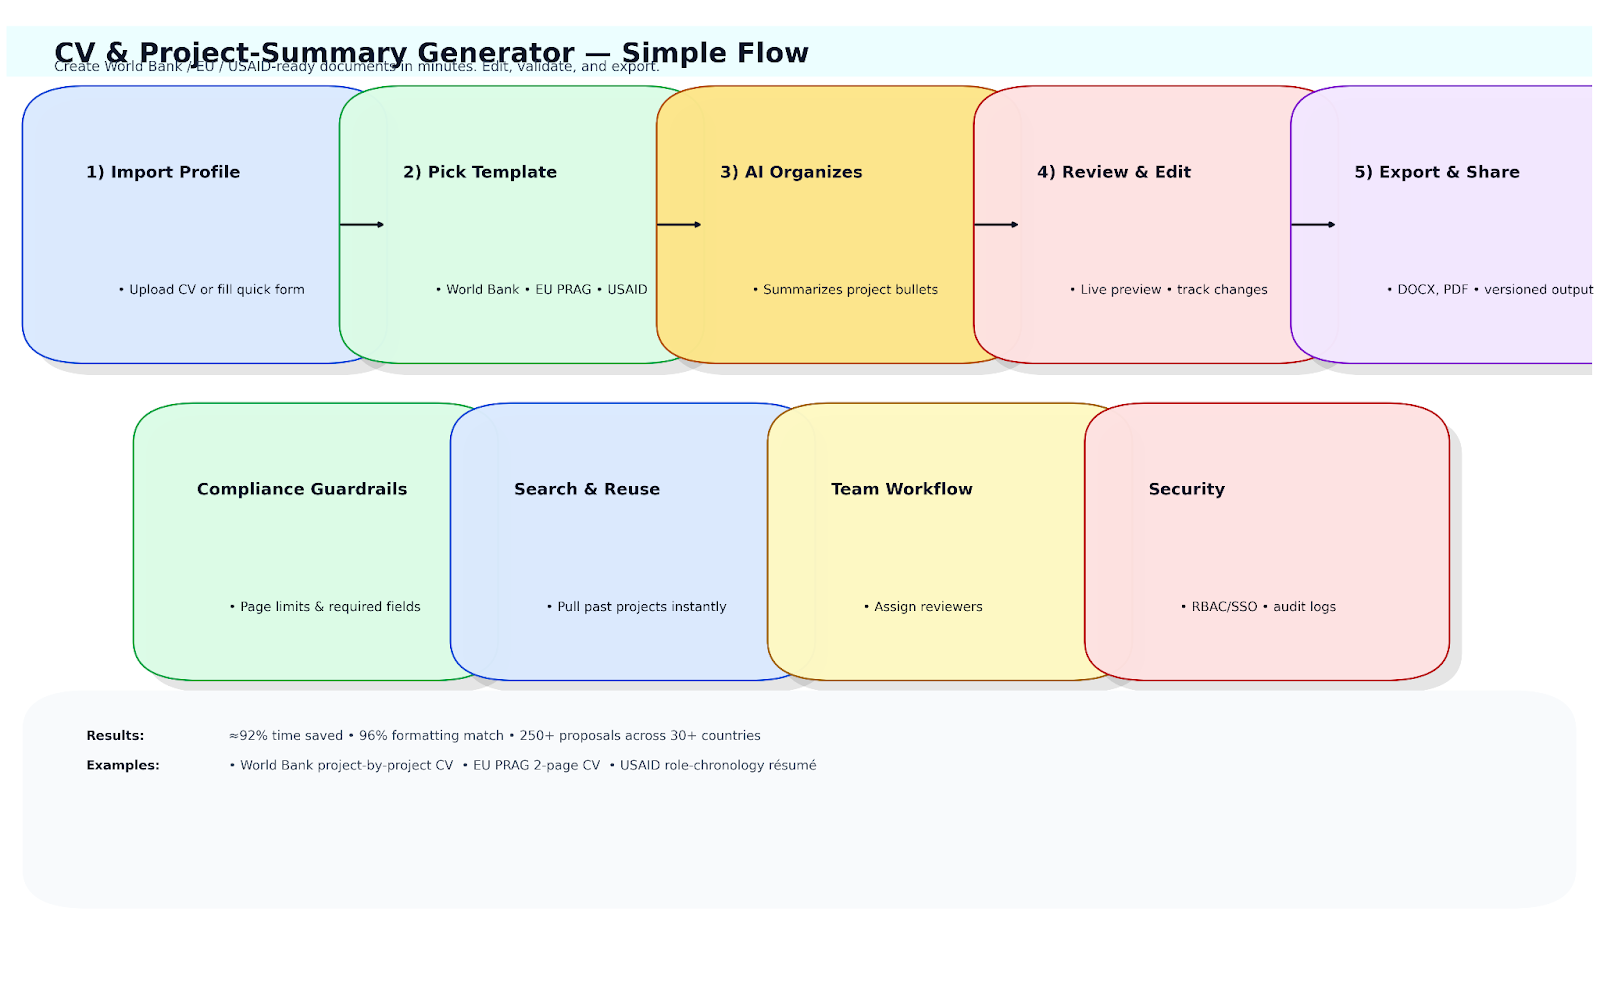 CV & Project-Summary Generator — Simple Flow
Create World Bank / EU / USAID-ready documents in minutes. Edit, validate, and export.
1) Import Profile
• Upload CV or fill quick form
2) Pick Template
• World Bank • EU PRAG • USAID
3) AI Organizes
• Summarizes project bullets
4) Review & Edit
• Live preview • track changes
5) Export & Share
• DOCX, PDF • versioned output
Compliance Guardrails
• Page limits & required fields
Search & Reuse
• Pull past projects instantly
Team Workflow
• Assign reviewers
Security
• RBAC/SSO • audit logs
Results: ≈92% time saved • 96% formatting match • 250+ proposals across 30+ countries
Examples: • World Bank project-by-project CV • EU PRAG 2-page CV • USAID role-chronology résumé